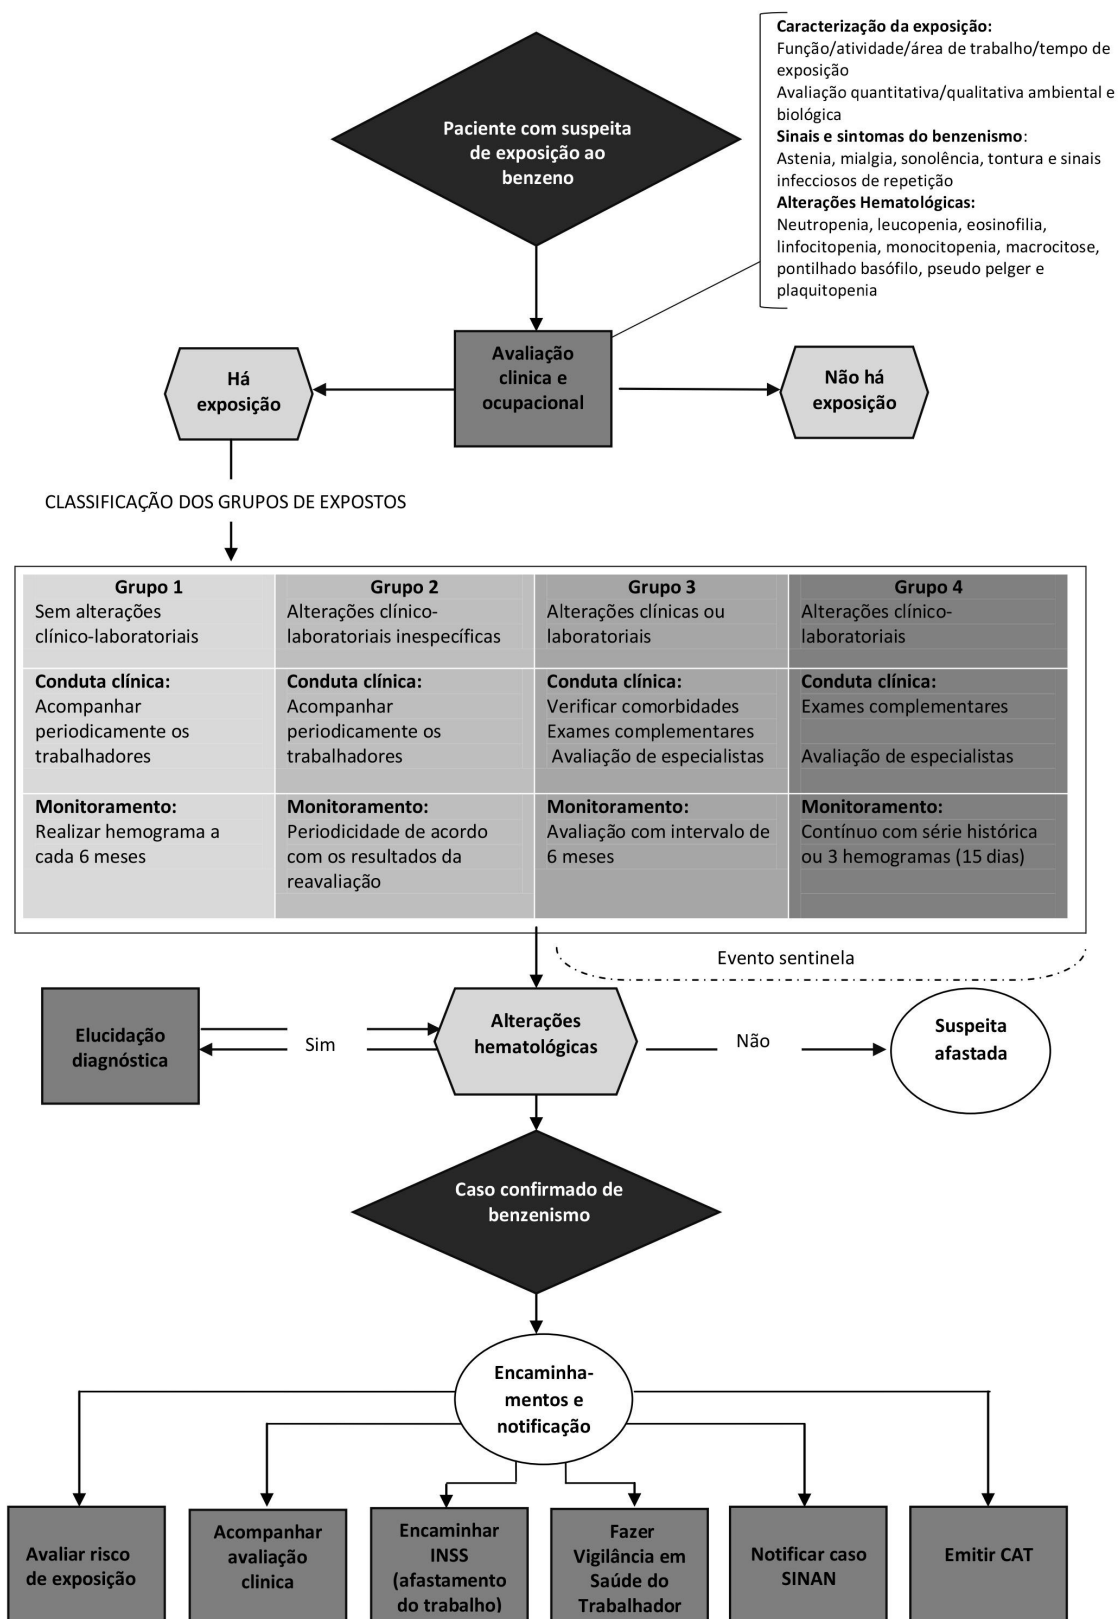 Caracterização da exposição:
Função/atividade/área de trabalho/tempo de
exposição
Avaliação quantitativa/qualitativa ambiental e
biológica
Sinais e sintomas do benzenismo:
Astenia, mialgia, sonolência, tontura e sinais
infecciosos de repetição
Alterações Hematológicas:
Neutropenia, leucopenia, eosinofilia,
linfocitopenia, monocitopenia, macrocitose,
pontilhado basófilo, pseudo pelger e
plaquitopenia
Paciente com suspeita
de exposição ao
benzeno
Avaliação
clinica e
ocupacional
Há
exposição
Não há
exposição
CLASSIFICAÇÃO DOS GRUPOS DE EXPOSTOS
Grupo 1
Sem alterações
clínico-laboratoriais
Grupo 2
Alterações clínico-
laboratoriais inespecíficas
Grupo 3
Alterações clínicas ou
laboratoriais
Grupo 4
Alterações clínico-
laboratoriais
Conduta clínica:
Acompanhar
periodicamente os
trabalhadores
Conduta clínica:
Acompanhar
periodicamente os
trabalhadores
Conduta clínica:
Verificar comorbidades
Exames complementares
Avaliação de especialistas
Conduta clínica:
Exames complementares
Avaliação de especialistas
Monitoramento:
Realizar hemograma a
cada 6 meses
Monitoramento:
Periodicidade de acordo
com os resultados da
reavaliação
Monitoramento:
Avaliação com intervalo de
6 meses
Monitoramento:
Contínuo com série histórica
ou 3 hemogramas (15 dias)
Evento sentinela
Elucidação
diagnóstica
Sim
Alterações
hematológicas
Não
Suspeita
afastada
Caso confirmado de
benzenismo
Encaminha-
mentos e
notificação
Avaliar risco
de exposição
Acompanhar
avaliação
clinica
Encaminhar
INSS
(afastamento
do trabalho)
Fazer
Vigilância em
Saúde do
Trabalhador
Notificar caso
SINAN
Emitir CAT